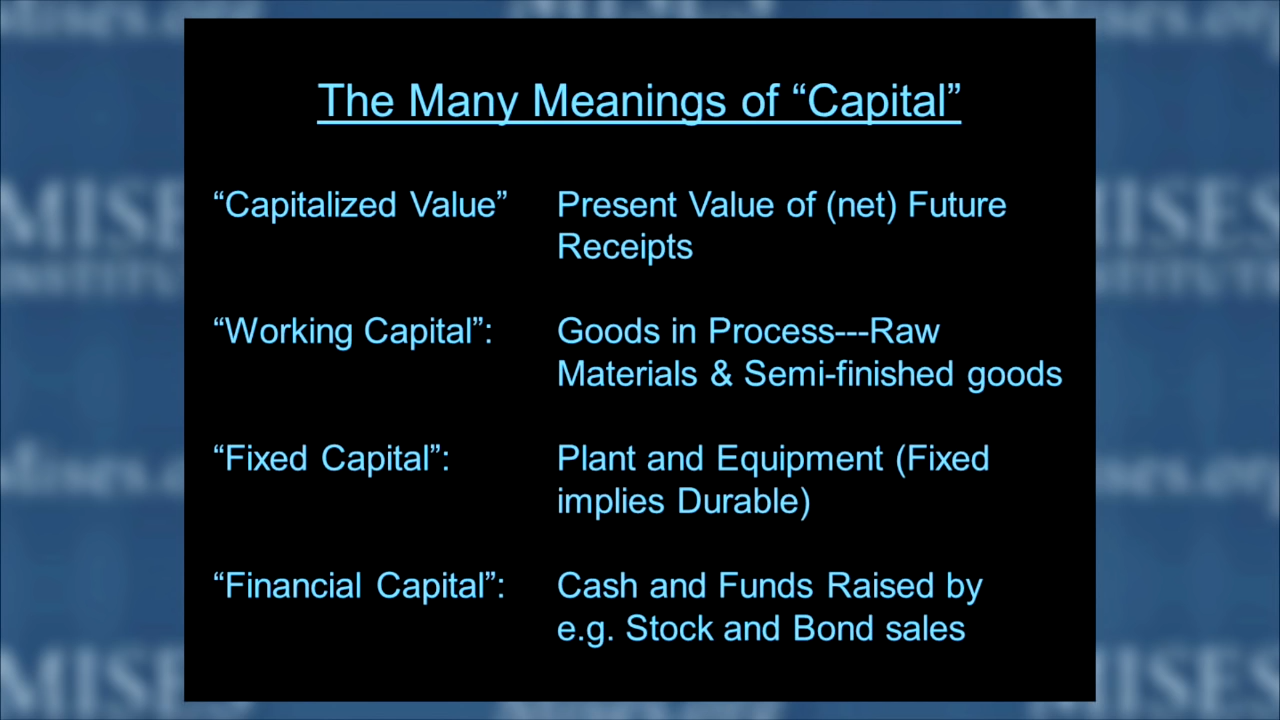 The Many Meanings of “Capital”
“Capitalized Value” Present Value of (net) Future
Receipts
“Working Capital”: Goods in Process---Raw
Materials & Semi-finished goods
“Fixed Capital”: Plant and Equipment (Fixed
implies Durable)
“Financial Capital”: Cash and Funds Raised by
e.g. Stock and Bond sales